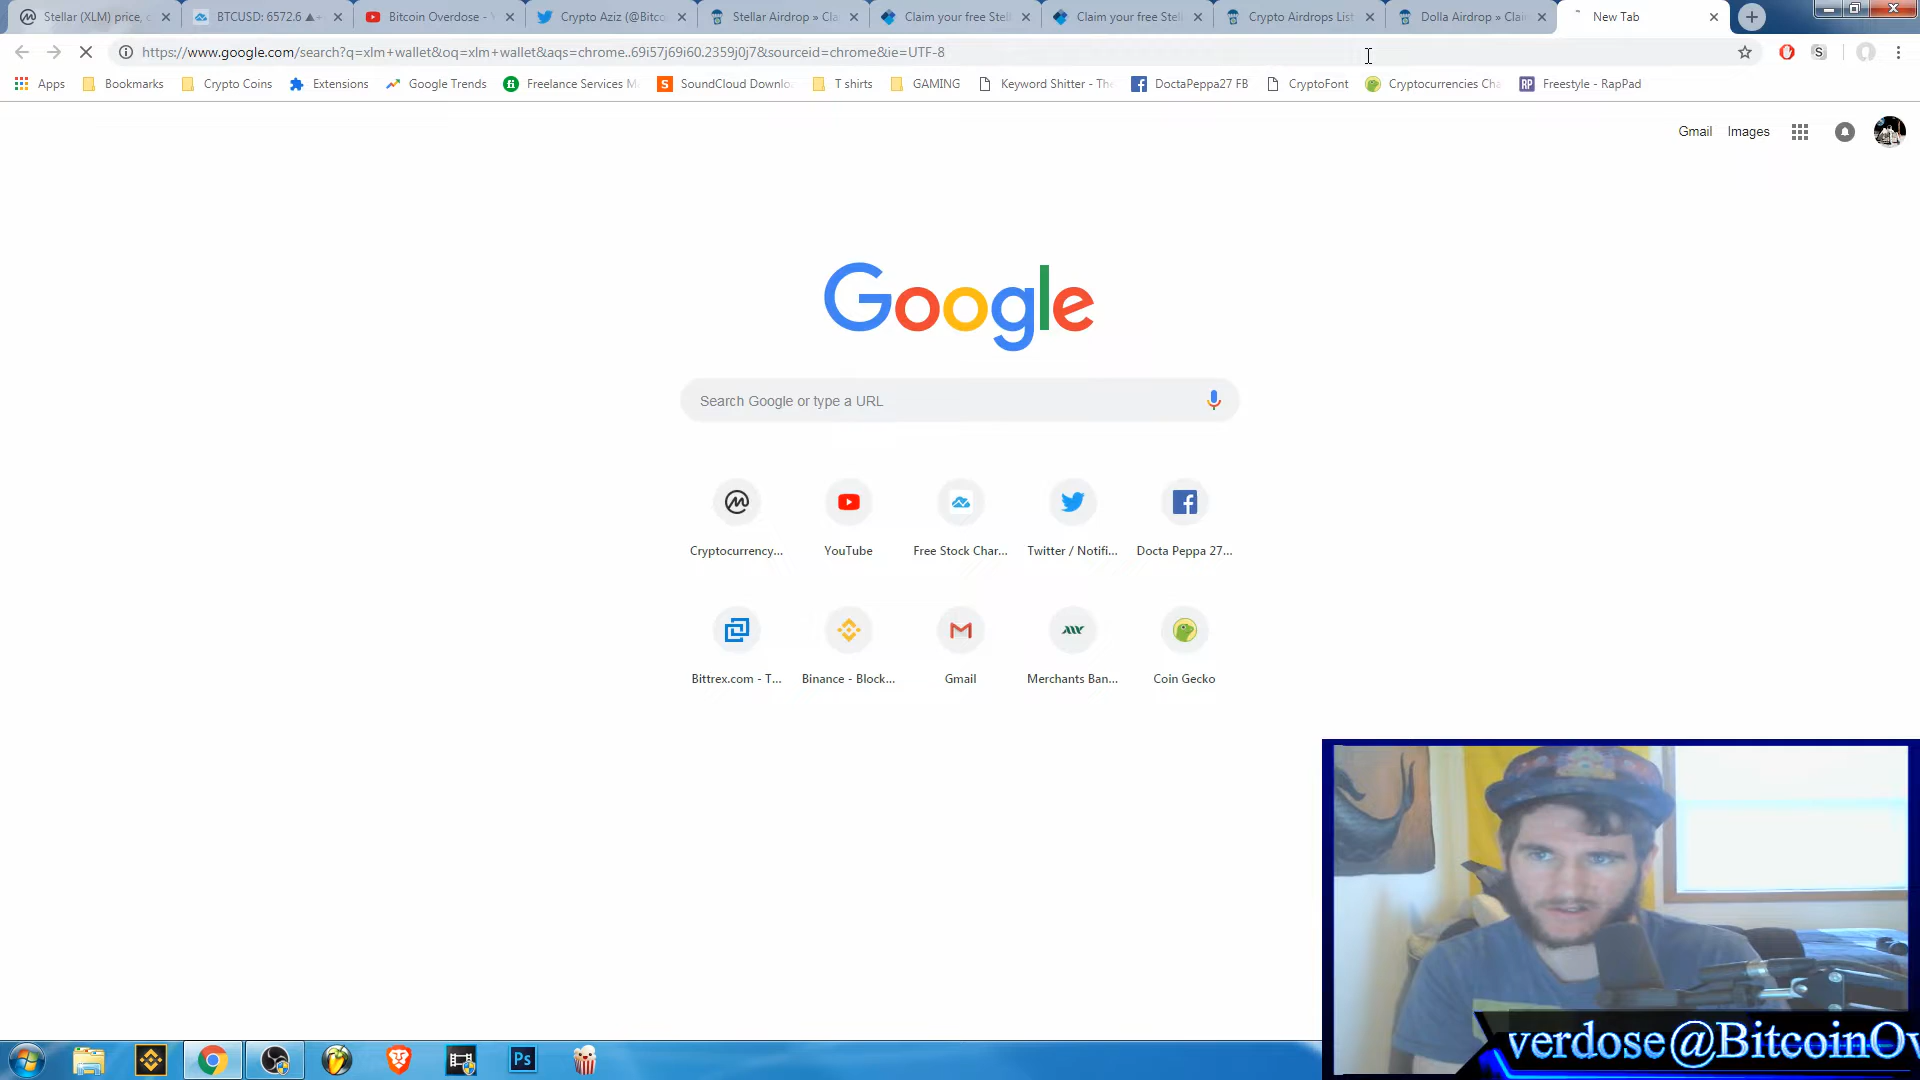 Stellar (XLM) price, c
BTCUSD: 6572.6 ▲+
Bitcoin Overdose - Y
Crypto Aziz (@Bitco
Stellar Airdrop » Cla
Claim your free Stell
Claim your free Stell
Crypto Airdrops List
Dolla Airdrop » Clai
New Tab
https://www.google.com/search?q=xlm+wallet&oq=xlm+wallet&aqs=chrome..69i57j69i60.2359j0j7&sourceid=chrome&ie=UTF-8
S
Apps
Bookmarks
Crypto Coins
Extensions
Google Trends
Freelance Services M
SoundCloud Downlo
T shirts
GAMING
Keyword Shitter - The
DoctaPeppa27 FB
CryptoFont
Cryptocurrencies Cha
RP
Freestyle - RapPad
Gmail
Images
Google
Search Google or type a URL
Cryptocurrency...
YouTube
Free Stock Char...
Twitter / Notifi...
Docta Peppa 27...
Bittrex.com - T...
Binance - Block...
Gmail
Merchants Ban...
Coin Gecko
verdose@BitcoinOv
Ps